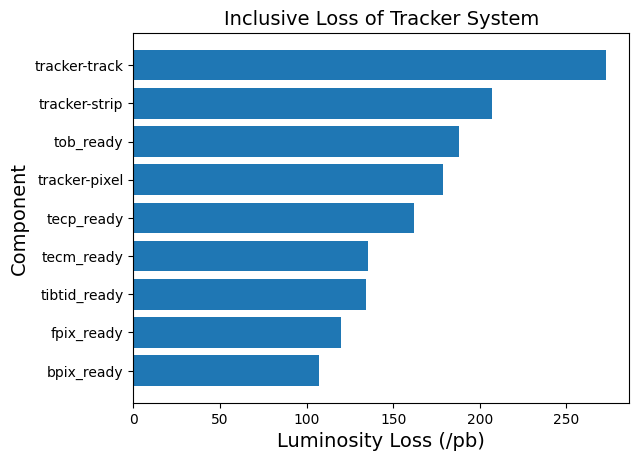 Inclusive Loss of Tracker System
Component
tracker-track
tracker-strip
tob_ready
tracker-pixel
tecp_ready
tecm_ready
tibtid_ready
fpix_ready
bpix_ready
0 50 100 150 200 250
Luminosity Loss (/pb)